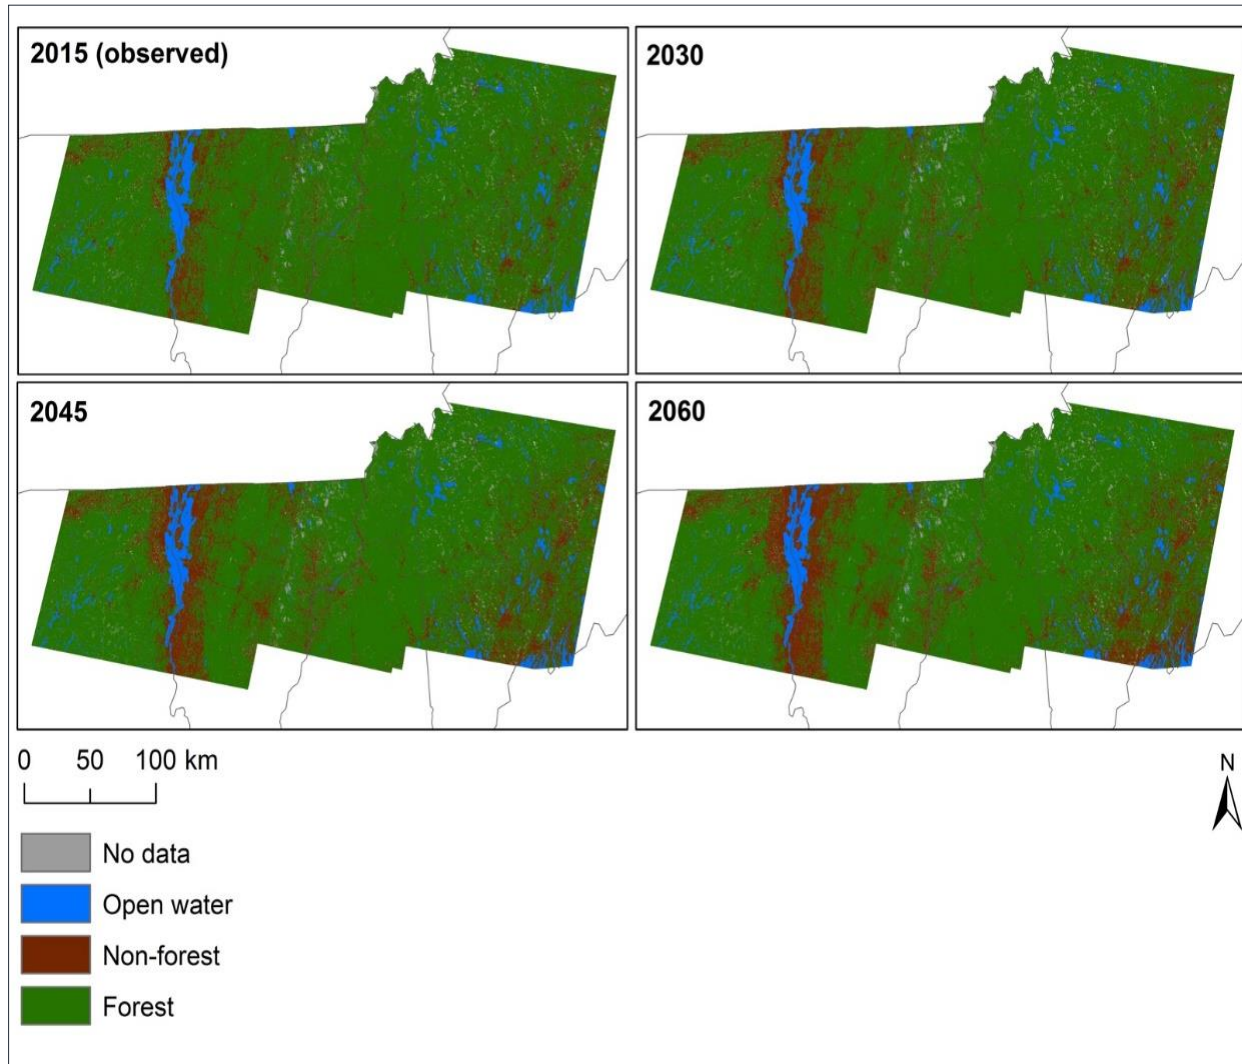 2015 (observed)
2030
2045
2060
0 50 100 km
N
No data
Open water
Non-forest
Forest